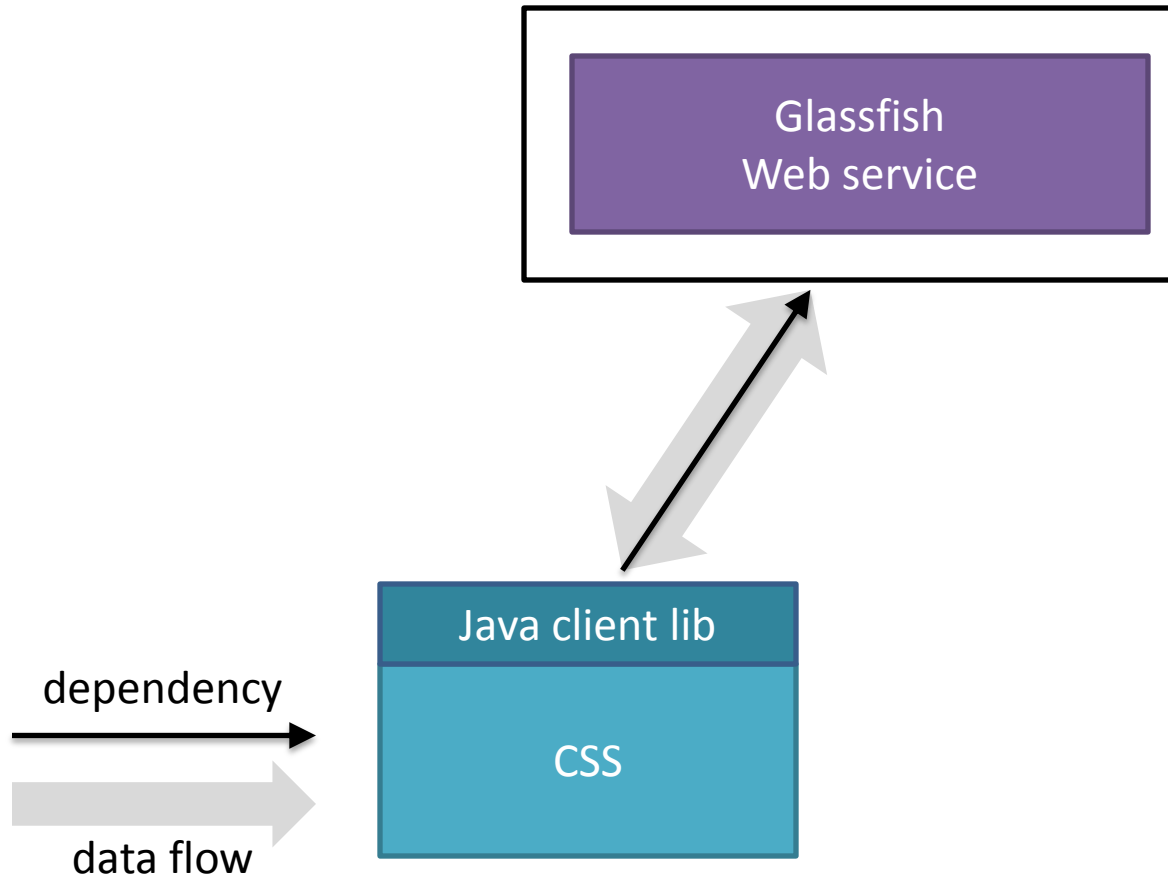 Glassfish
Web service
Java client lib
CSS
dependency
data flow